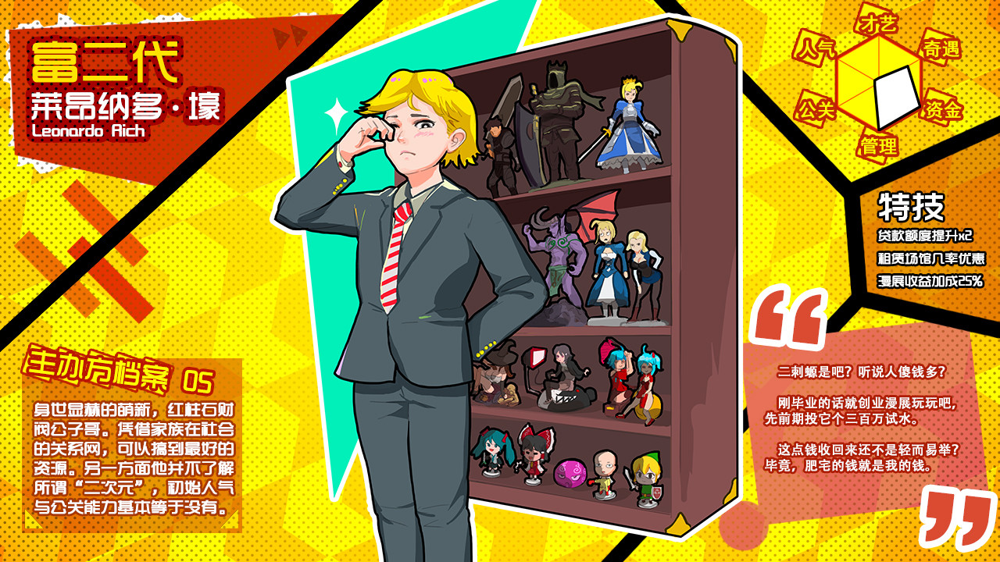 富二代
莱昂纳多·壕
Leonardo Rich
才艺
人气
奇遇
公关
资金
管理
特技
贷款额度提升x2
租赁场馆几率优惠
漫展收益加成25%
主办方档案 05
身世显赫的萌新，红柱石财
阀公子哥。凭借家族在社会
的关系网，可以搞到最好的
资源。另一方面他并不了解
所谓“二次元”，初始人气
与公关能力基本等于没有。
二刺螈是吧？听说人傻钱多？
刚毕业的话就创业漫展玩玩吧，
先前期投它个三百万试水。
这点钱收回来还不是轻而易举？
毕竟，肥宅的钱就是我的钱。